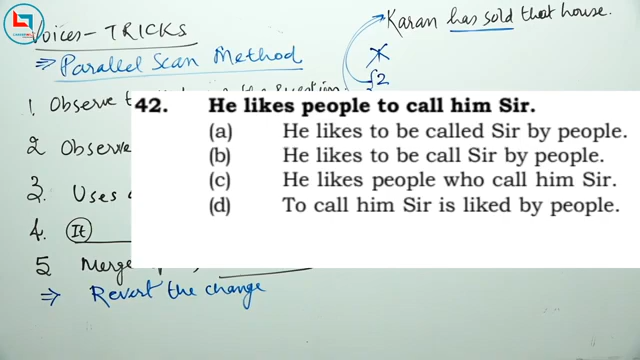 Voices - TRICKS
⇒ Parallel Scan Method
Karan has sold that house.
1. Observe
2 Observe
3. Uses
4. It
5 Merge
⇒ Revert the change
42. He likes people to call him Sir.
(a) He likes to be called Sir by people.
(b) He likes to be call Sir by people.
(c) He likes people who call him Sir.
(d) To call him Sir is liked by people.